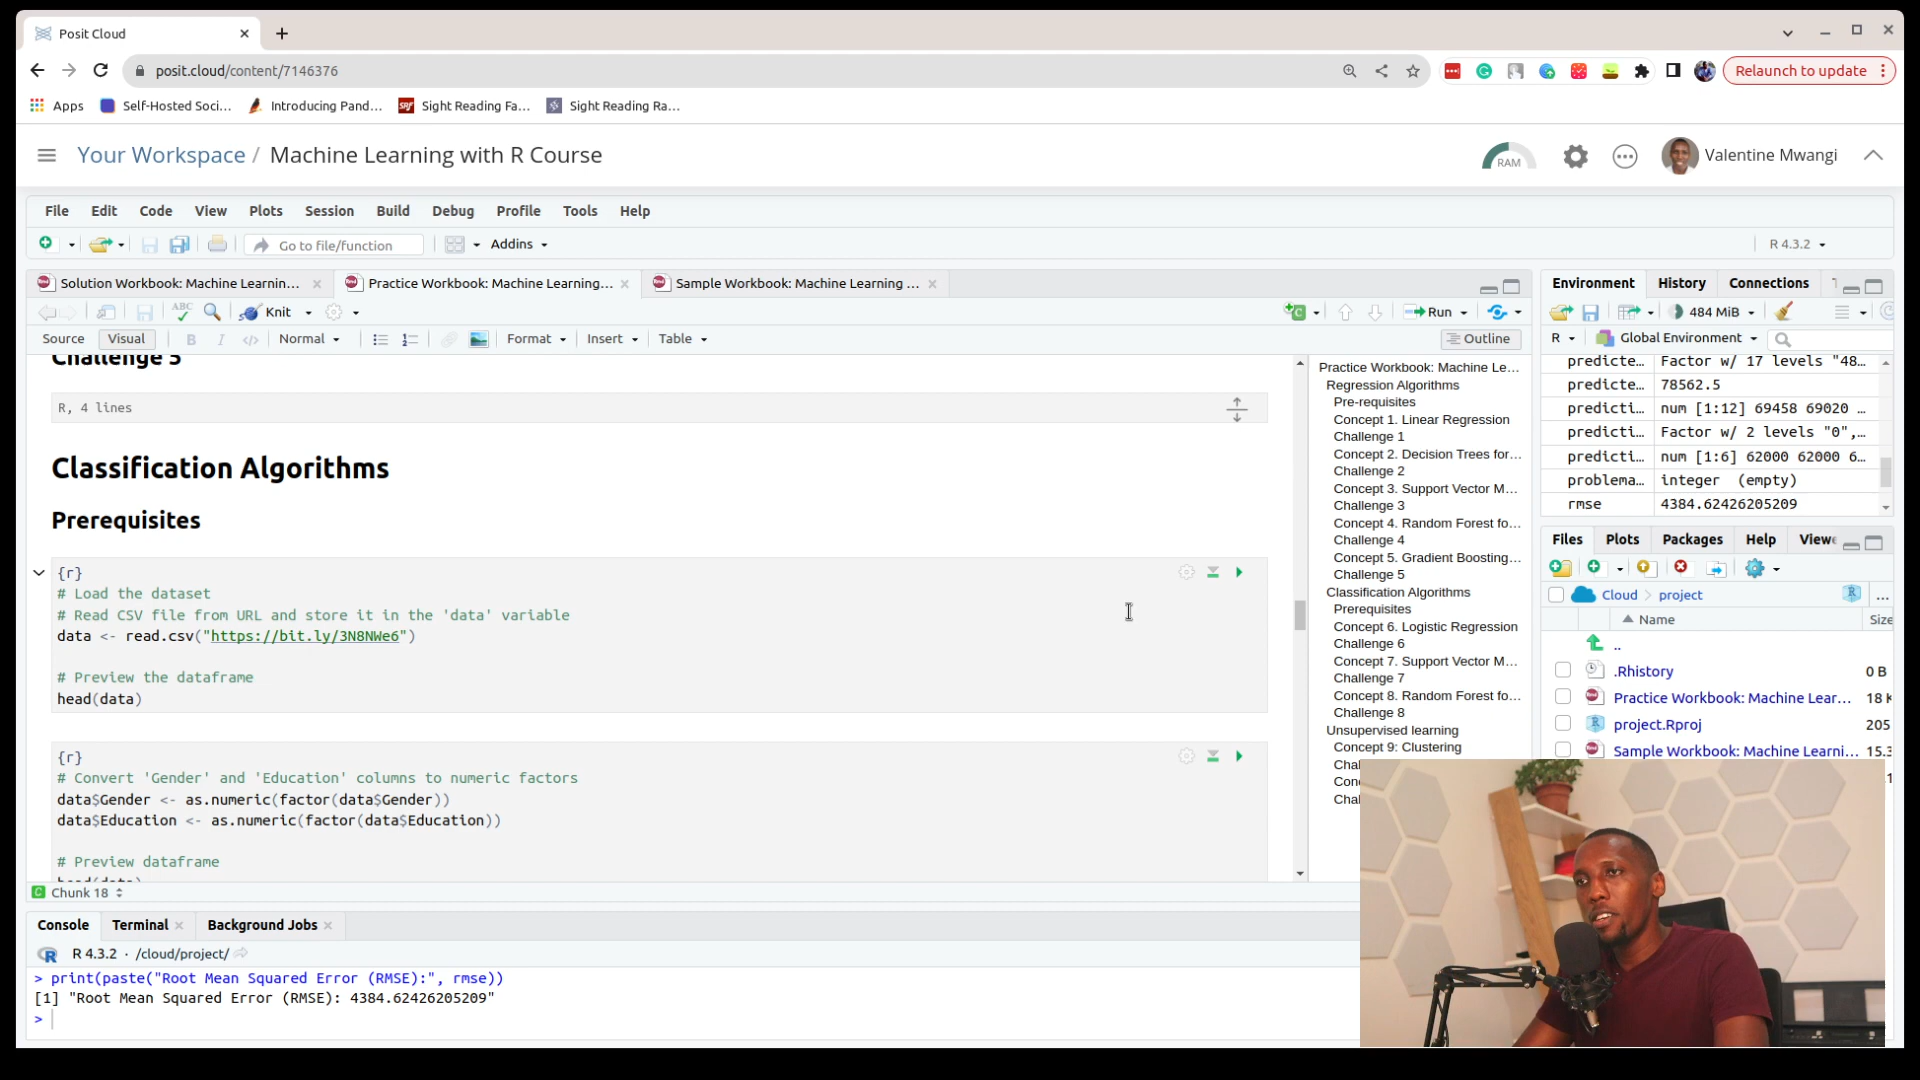 Posit Cloud
posit.cloud/content/7146376
Relaunch to update
Apps
Self-Hosted Soci...
Introducing Pand...
Sight Reading Fa...
Sight Reading Ra...
Your Workspace / Machine Learning with R Course
RAM
Valentine Mwangi
File Edit Code View Plots Session Build Debug Profile Tools Help
Go to file/function
Addins
R 4.3.2
Solution Workbook: Machine Learnin...
Practice Workbook: Machine Learning...
Sample Workbook: Machine Learning ...
ABC
Knit
Run
Source Visual B I </> Normal Format Insert Table Outline
Challenge 5
R, 4 lines
Classification Algorithms
Prerequisites
{r}
# Load the dataset
# Read CSV file from URL and store it in the 'data' variable
data <- read.csv("https://bit.ly/3N8NWe6")
# Preview the dataframe
head(data)
{r}
# Convert 'Gender' and 'Education' columns to numeric factors
data$Gender <- as.numeric(factor(data$Gender))
data$Education <- as.numeric(factor(data$Education))
# Preview dataframe
head(data)
Chunk 18
Practice Workbook: Machine Le...
Regression Algorithms
Pre-requisites
Concept 1. Linear Regression
Challenge 1
Concept 2. Decision Trees for...
Challenge 2
Concept 3. Support Vector M...
Challenge 3
Concept 4. Random Forest fo...
Challenge 4
Concept 5. Gradient Boosting...
Challenge 5
Classification Algorithms
Prerequisites
Concept 6. Logistic Regression
Challenge 6
Concept 7. Support Vector M...
Challenge 7
Concept 8. Random Forest fo...
Challenge 8
Unsupervised learning
Concept 9: Clustering
Chal
Conc
Chal
Console Terminal Background Jobs
R 4.3.2 · /cloud/project/
> print(paste("Root Mean Squared Error (RMSE):", rmse))
[1] "Root Mean Squared Error (RMSE): 4384.62426205209"
>
Environment History Connections
484 MiB
R Global Environment
predicte... Factor w/ 17 levels "48...
predicte... 78562.5
predicti... num [1:12] 69458 69020 ...
predicti... Factor w/ 2 levels "0",...
predicti... num [1:6] 62000 62000 6...
problema... integer (empty)
rmse 4384.62426205209
Files Plots Packages Help View
Cloud project ...
Name Size
..
.Rhistory 0 B
Practice Workbook: Machine Lear... 18 K
project.Rproj 205
Sample Workbook: Machine Learni... 15.3